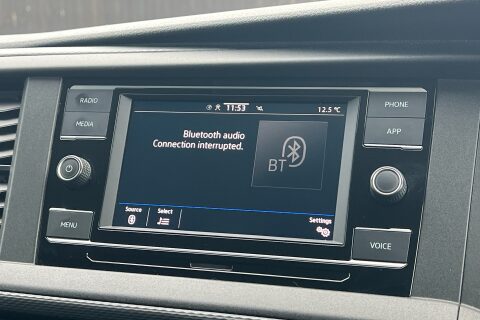 RADIO
MEDIA
MENU
11:53
12.5 °C
Bluetooth audio
Connection interrupted.
BT
Source
Select
Settings
PHONE
APP
VOICE